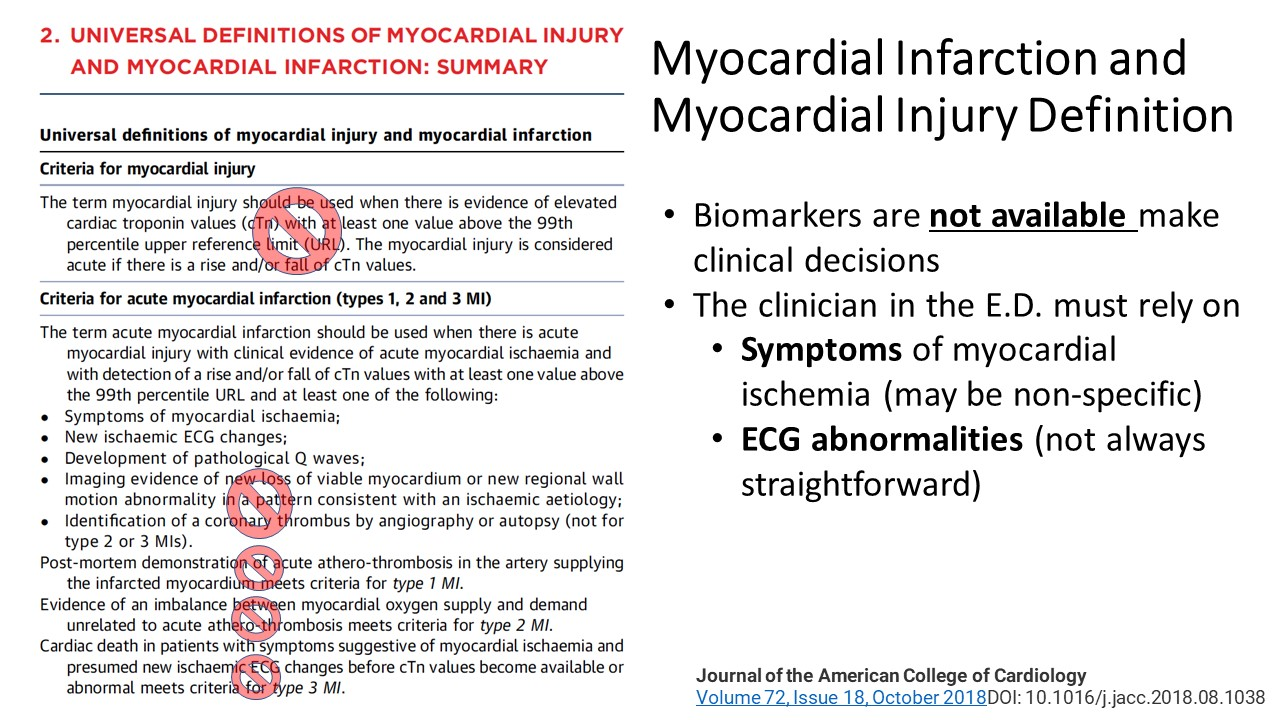 2. UNIVERSAL DEFINITIONS OF MYOCARDIAL INJURY
AND MYOCARDIAL INFARCTION: SUMMARY
Universal definitions of myocardial injury and myocardial infarction
Criteria for myocardial injury
The term myocardial injury should be used when there is evidence of elevated
cardiac troponin values (cTn) with at least one value above the 99th
percentile upper reference limit (URL). The myocardial injury is considered
acute if there is a rise and/or fall of cTn values.
Criteria for acute myocardial infarction (types 1, 2 and 3 MI)
The term acute myocardial infarction should be used when there is acute
myocardial injury with clinical evidence of acute myocardial ischaemia and
with detection of a rise and/or fall of cTn values with at least one value above
the 99th percentile URL and at least one of the following:
• Symptoms of myocardial ischaemia;
• New ischaemic ECG changes;
• Development of pathological Q waves;
• Imaging evidence of new loss of viable myocardium or new regional wall
motion abnormality in a pattern consistent with an ischaemic aetiology;
• Identification of a coronary thrombus by angiography or autopsy (not for
type 2 or 3 MIs).
Post-mortem demonstration of acute athero-thrombosis in the artery supplying
the infarcted myocardium meets criteria for type 1 MI.
Evidence of an imbalance between myocardial oxygen supply and demand
unrelated to acute athero-thrombosis meets criteria for type 2 MI.
Cardiac death in patients with symptoms suggestive of myocardial ischaemia and
presumed new ischaemic ECG changes before cTn values become available or
abnormal meets criteria for type 3 MI.
Myocardial Infarction and
Myocardial Injury Definition
• Biomarkers are not available make
clinical decisions
• The clinician in the E.D. must rely on
• Symptoms of myocardial
ischemia (may be non-specific)
• ECG abnormalities (not always
straightforward)
Journal of the American College of Cardiology
Volume 72, Issue 18, October 2018DOI: 10.1016/j.jacc.2018.08.1038